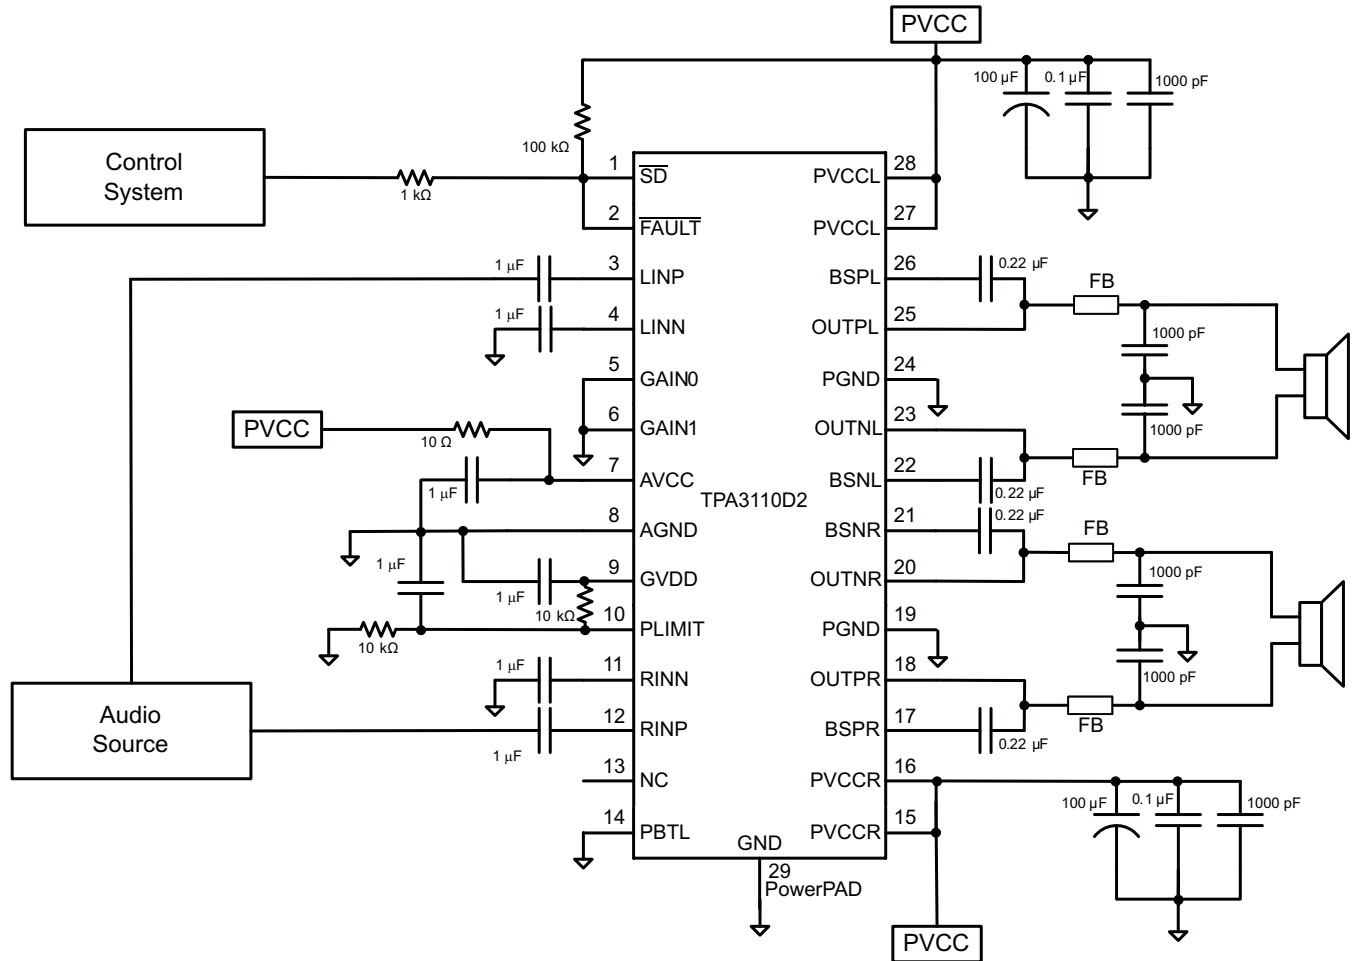 PVCC
100 µF
0.1 µF
1000 pF
Control
System
100 kΩ
1 kΩ
1
SD
2
FAULT
1 µF
3
LINP
1 µF
4
LINN
5
GAIN0
6
GAIN1
PVCC
10 Ω
7
AVCC
1 µF
8
AGND
1 µF
9
GVDD
1 µF
10 kΩ
10
PLIMIT
10 kΩ
1 µF
11
RINN
12
RINP
1 µF
13
NC
14
PBTL
Audio
Source
TPA3110D2
28
PVCCL
27
PVCCL
26
BSPL
0.22 µF
25
OUTPL
24
PGND
23
OUTNL
22
BSNL
0.22 µF
21
BSNR
0.22 µF
20
OUTNR
19
PGND
18
OUTPR
17
BSPR
0.22 µF
16
PVCCR
15
PVCCR
GND
29
PowerPAD
FB
1000 pF
1000 pF
FB
FB
1000 pF
1000 pF
FB
100 µF
0.1 µF
1000 pF
PVCC